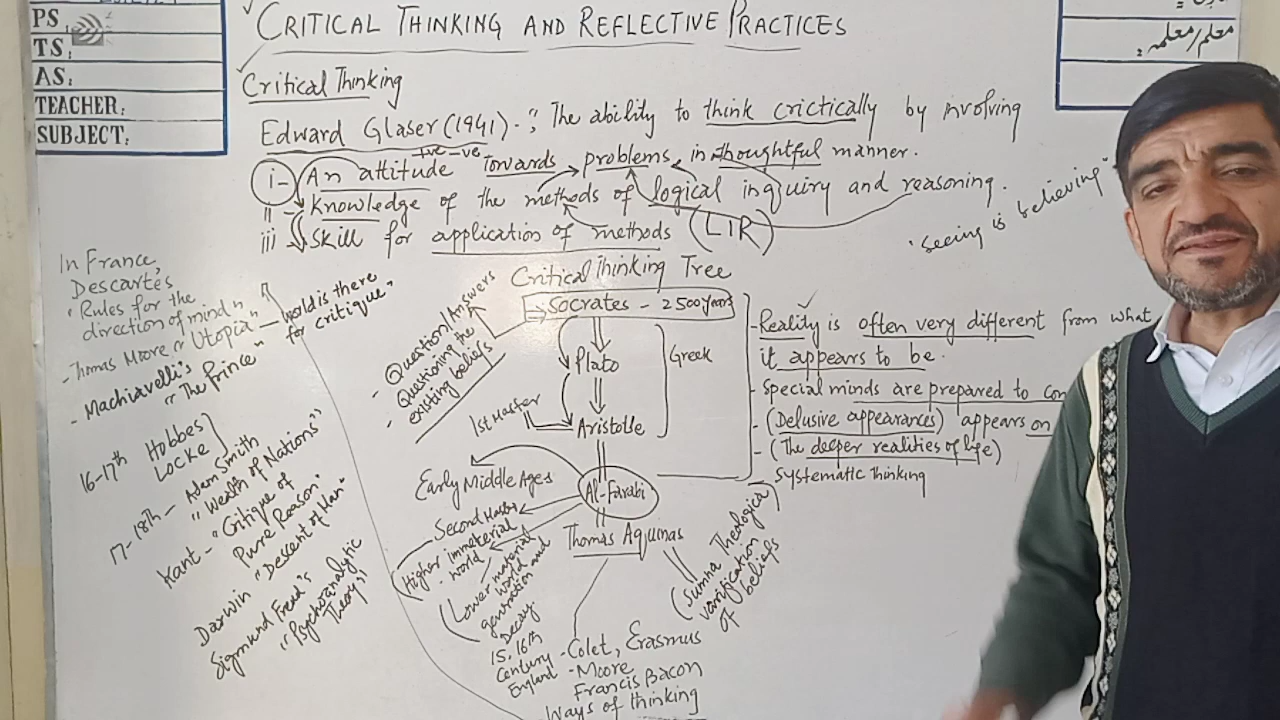 PS
TS:
AS:
TEACHER:
SUBJECT:
معلم/معلمہ:
CRITICAL THINKING AND REFLECTIVE PRACTICES
Critical Thinking
Edward Glaser (1941). "The ability to think crictically by involving
+ve -ve
i- An attitude Towards problems in thoughtful manner.
ii - Knowledge of the methods of logical inquiry and reasoning.
iii Skill for application of methods (LIR)
"Seeing is believing"
Critical Thinking Tree
Socrates - 2500 years
Plato
Greek
Ist Master
Aristotle
Question/Answers
Questioning the
existing beliefs
- Reality is often very different from what
it appears to be.
- Special minds are prepared to con
- (Delusive appearances) appears on
- (The deeper realities of life)
Systematic Thinking
Early Middle Ages
Al-Farabi
Second Master
(Higher immeterial
world
(Lower material
world
generation and
Decay
Thomas Aquinas
(Sumha Theologica)
varification
of beliefs
15, 16th
Century
England
- Colet, Erasmus
- Moore
Francis Bacon
Ways of thinking
In France,
Descartes
"Rules for the
direction of mind"
- Thomas Moore "Utopia" — world is there
for critique"
- Machiavelli's
"The Prince"
16-17th Hobbes
Locke
17-18th - Adem Smith
"Wealth of Nations"
Kant - "Critique of
Pure Reason"
Darwin "Descent of Man"
Sigmund Freud's
"Psychoanalytic
Theory"